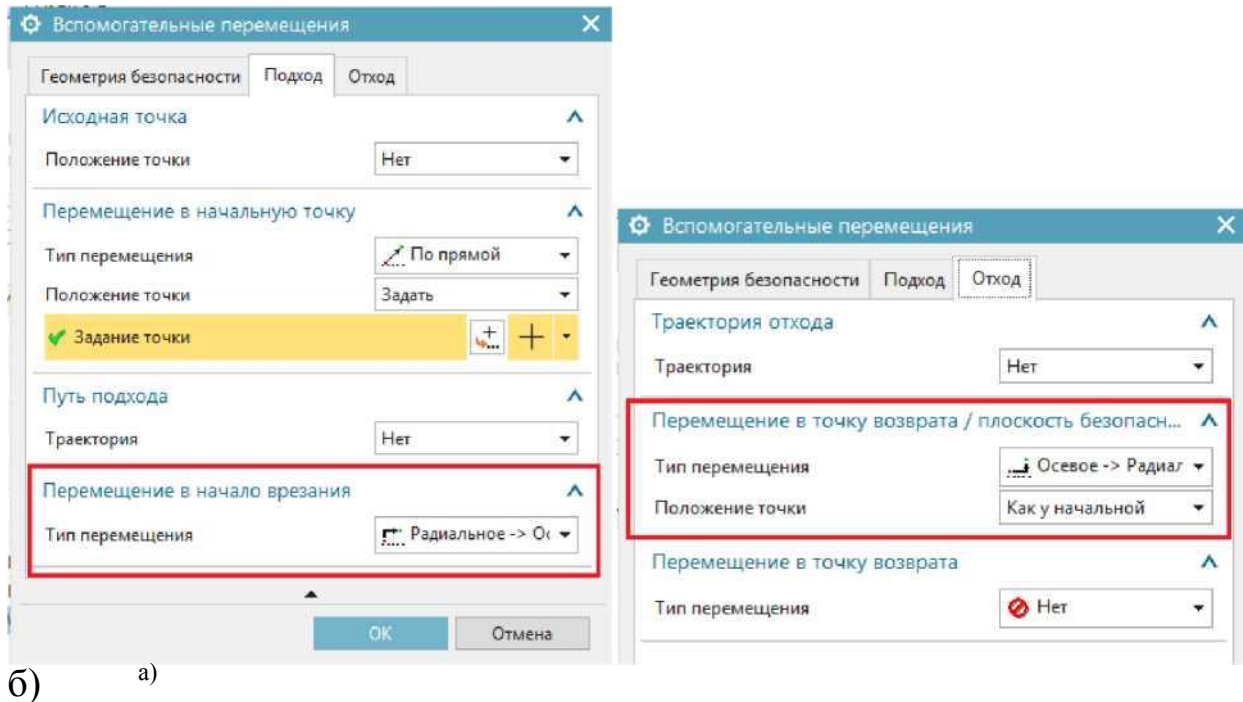 Вспомогательные перемещения
Геометрия безопасности Подход Отход
Исходная точка
Положение точки Нет
Перемещение в начальную точку
Тип перемещения По прямой
Положение точки Задать
Задание точки
Путь подхода
Траектория Нет
Перемещение в начало врезания
Тип перемещения Радиальное -> Ос
ОК Отмена
Вспомогательные перемещения
Геометрия безопасности Подход Отход
Траектория отхода
Траектория Нет
Перемещение в точку возврата / плоскость безопасн...
Тип перемещения Осевое -> Радиал
Положение точки Как у начальной
Перемещение в точку возврата
Тип перемещения Нет
б) а)